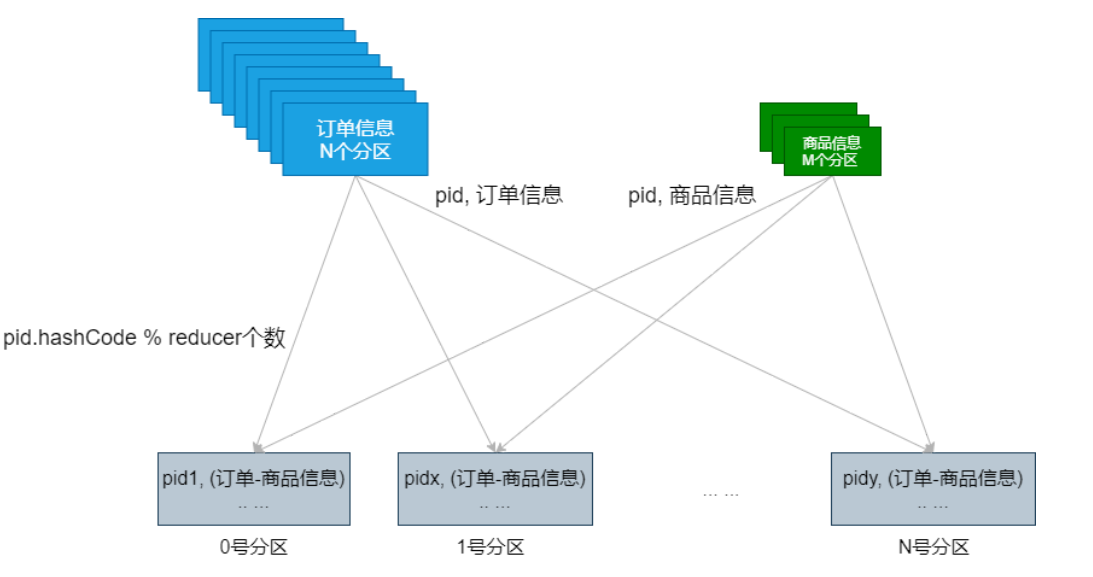 订单信息
N个分区
商品信息
M个分区
pid, 订单信息
pid, 商品信息
pid.hashCode % reducer个数
pid1, (订单-商品信息)
.. ...
pidx, (订单-商品信息)
.. ...
... ...
pidy, (订单-商品信息)
.. ...
0号分区
1号分区
N号分区